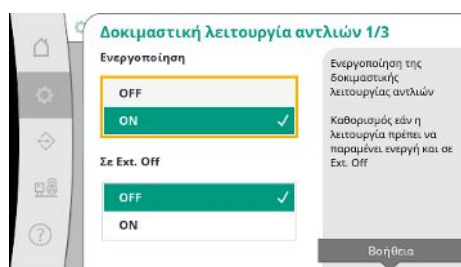 Δοκιμαστική λειτουργία αντλιών 1/3
Ενεργοποίηση
OFF
ON
Σε Ext. Off
OFF
ON
Ενεργοποίηση της
δοκιμαστικής
λειτουργίας αντλιών
Καθορισμός εάν η
λειτουργία πρέπει να
παραμένει ενεργή και σε
Ext. Off
Βοήθεια